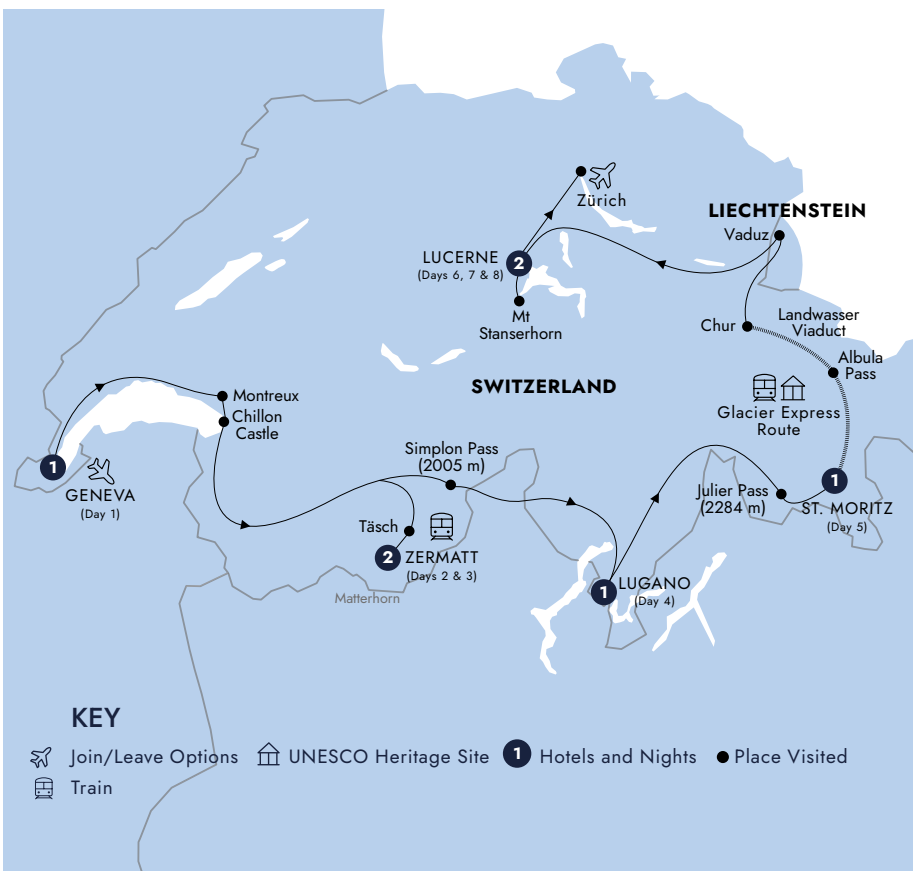 Zürich
LIECHTENSTEIN
Vaduz
LUCERNE
2
(Days 6, 7 & 8)
Mt
Stanserhorn
Chur
Landwasser
Viaduct
Albula
Pass
SWITZERLAND
Glacier Express
Route
Montreux
Chillon
Castle
1
GENEVA
(Day 1)
Simplon Pass
(2005 m)
Julier Pass
(2284 m)
1
ST. MORITZ
(Day 5)
Täsch
2
ZERMATT
(Days 2 & 3)
Matterhorn
1
LUGANO
(Day 4)
KEY
Join/Leave Options
UNESCO Heritage Site
1
Hotels and Nights
Place Visited
Train